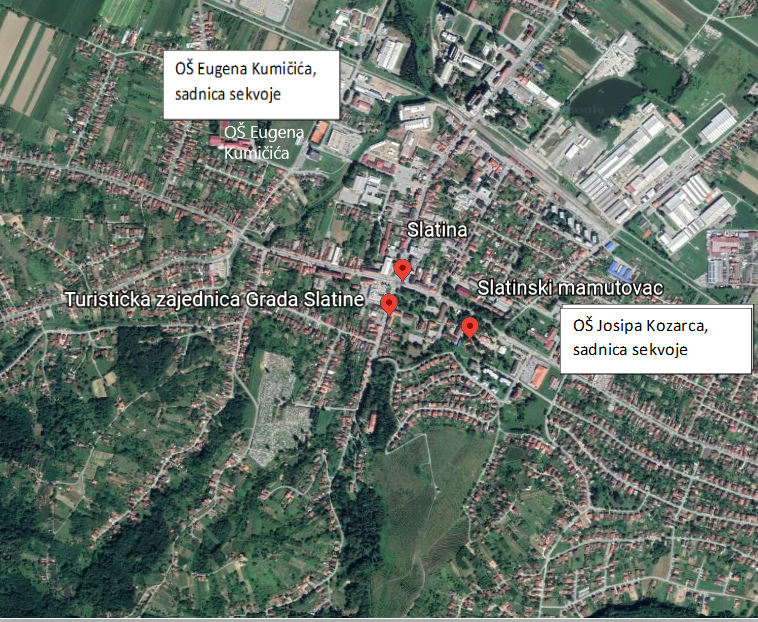 OŠ Eugena Kumičića,
sadnica sekvoje
OŠ Eugena
Kumičića
Slatina
Slatinski mamutovac
Turistička zajednica Grada Slatine
OŠ Josipa Kozarca,
sadnica sekvoje